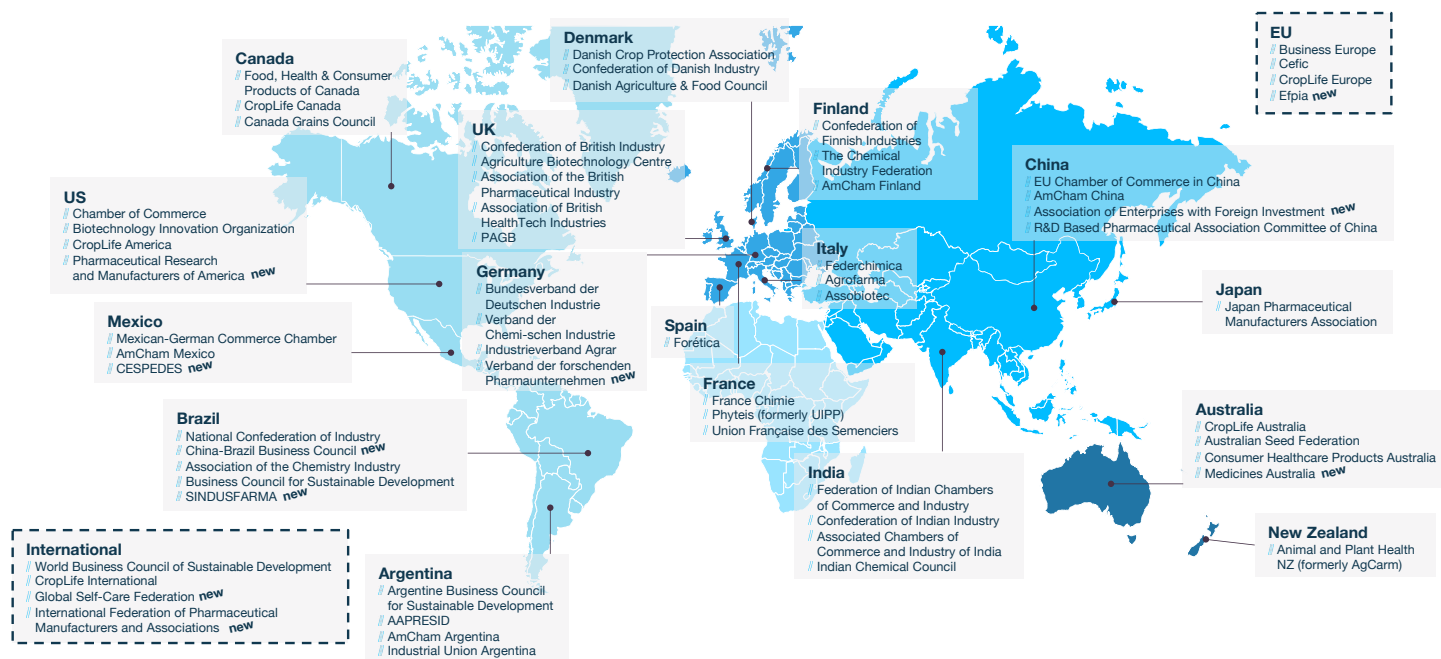 Canada
// Food, Health & Consumer
Products of Canada
// CropLife Canada
// Canada Grains Council
Denmark
// Danish Crop Protection Association
// Confederation of Danish Industry
// Danish Agriculture & Food Council
EU
// Business Europe
// Cefic
// CropLife Europe
// Efpia new
UK
// Confederation of British Industry
// Agriculture Biotechnology Centre
// Association of the British
Pharmaceutical Industry
// Association of British
HealthTech Industries
// PAGB
Finland
// Confederation of
Finnish Industries
// The Chemical
Industry Federation
// AmCham Finland
China
// EU Chamber of Commerce in China
// AmCham China
// Association of Enterprises with Foreign Investment new
// R&D Based Pharmaceutical Association Committee of China
US
// Chamber of Commerce
// Biotechnology Innovation Organization
// CropLife America
// Pharmaceutical Research
and Manufacturers of America new
Germany
// Bundesverband der
Deutschen Industrie
// Verband der
Chemi-schen Industrie
// Industrieverband Agrar
// Verband der forschenden
Pharmaunternehmen new
Italy
// Federchimica
// Agrofarma
// Assobiotec
Japan
// Japan Pharmaceutical
Manufacturers Association
Mexico
// Mexican-German Commerce Chamber
// AmCham Mexico
// CESPEDES new
Spain
// Forética
France
// France Chimie
// Phyteis (formerly UIPP)
// Union Française des Semenciers
Brazil
// National Confederation of Industry
// China-Brazil Business Council new
// Association of the Chemistry Industry
// Business Council for Sustainable Development
// SINDUSFARMA new
Australia
// CropLife Australia
// Australian Seed Federation
// Consumer Healthcare Products Australia
// Medicines Australia new
India
// Federation of Indian Chambers
of Commerce and Industry
// Confederation of Indian Industry
// Associated Chambers of
Commerce and Industry of India
// Indian Chemical Council
New Zealand
// Animal and Plant Health
NZ (formerly AgCarm)
International
// World Business Council of Sustainable Development
// CropLife International
// Global Self-Care Federation new
// International Federation of Pharmaceutical
Manufacturers and Associations new
Argentina
// Argentine Business Council
for Sustainable Development
// AAPRESID
// AmCham Argentina
// Industrial Union Argentina